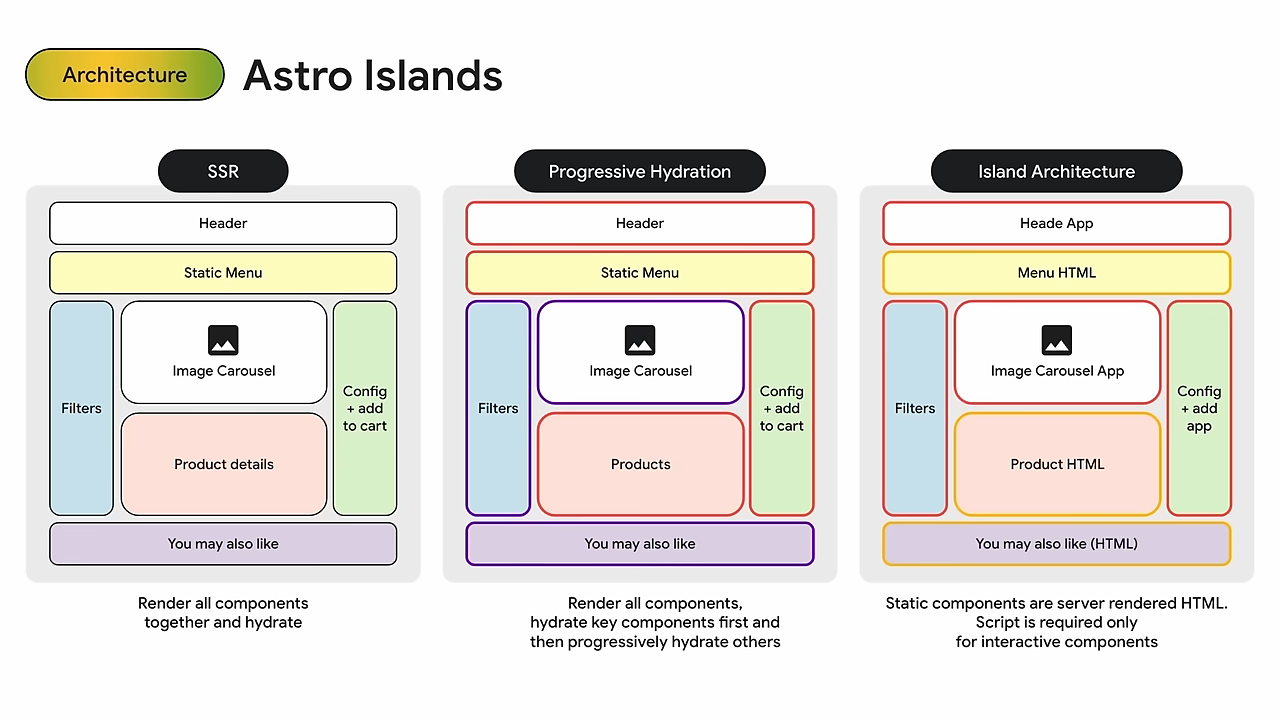 Architecture
Astro Islands
SSR
Header
Static Menu
Filters
Image Carousel
Product details
Config
+ add
to cart
You may also like
Render all components
together and hydrate
Progressive Hydration
Header
Static Menu
Filters
Image Carousel
Products
Config
+ add
to cart
You may also like
Render all components,
hydrate key components first and
then progressively hydrate others
Island Architecture
Heade App
Menu HTML
Filters
Image Carousel App
Product HTML
Config
+ add
app
You may also like (HTML)
Static components are server rendered HTML.
Script is required only
for interactive components